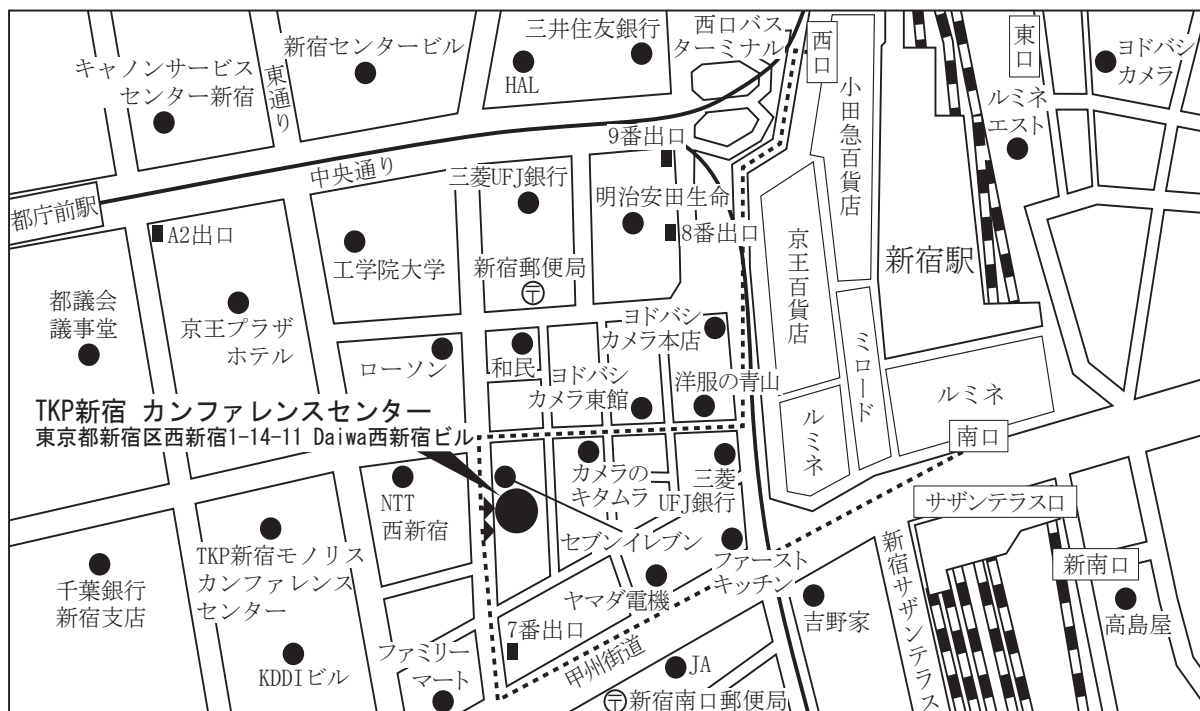 三井住友銀行
西口バス
ターミナル
西口
東口
新宿センタービル
キャノンサービス
センター新宿
東通り
HAL
小田急百貨店
ヨドバシ
カメラ
ルミネ
エスト
9番出口
中央通り
三菱UFJ銀行
明治安田生命
都庁前駅
A2出口
8番出口
工学院大学
新宿郵便局
〒
京王百貨店
新宿駅
都議会
議事堂
京王プラザ
ホテル
ヨドバシ
カメラ本店
ローソン
和民
ヨドバシ
カメラ東館
洋服の青山
ミロード
ルミネ
ルミネ
TKP新宿 カンファレンスセンター
東京都新宿区西新宿1-14-11 Daiwa西新宿ビル
南口
NTT
西新宿
カメラの
キタムラ
三菱
UFJ銀行
サザンテラス口
TKP新宿モノリス
カンファレンス
センター
セブンイレブン
ファースト
キッチン
新宿サザンテラス
新南口
千葉銀行
新宿支店
ヤマダ電機
吉野家
高島屋
7番出口
甲州街道
KDDIビル
ファミリー
マート
JA
〒新宿南口郵便局